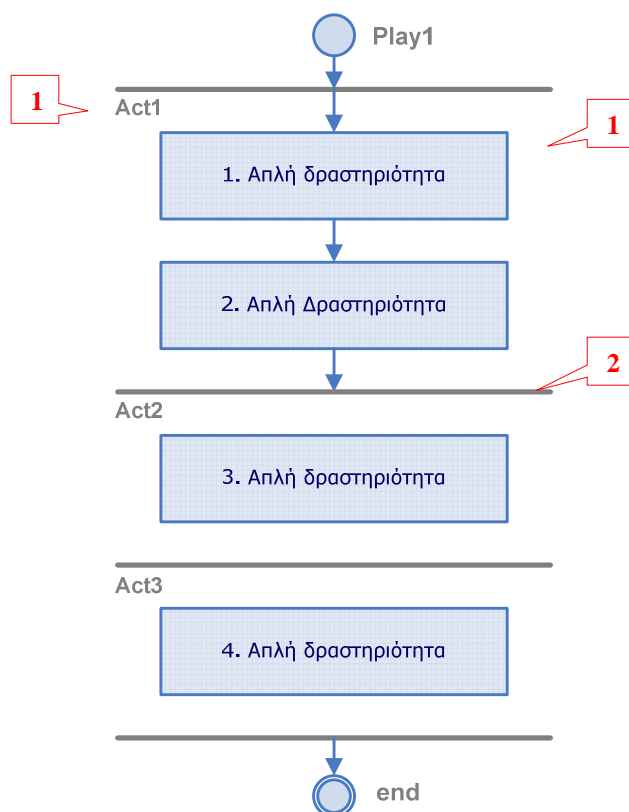 Play1
1
Act1
1
1. Απλή δραστηριότητα
2. Απλή Δραστηριότητα
2
Act2
3. Απλή δραστηριότητα
Act3
4. Απλή δραστηριότητα
end